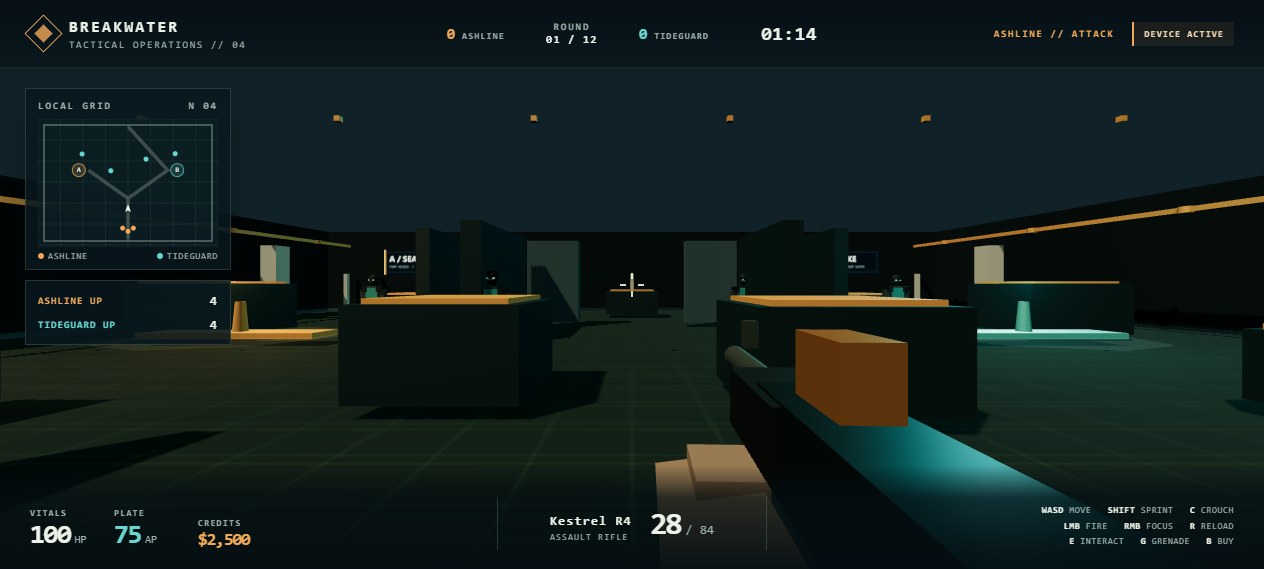 BREAKWATER
TACTICAL OPERATIONS // 04
0 ASHLINE
ROUND
01 / 12
0 TIDEGUARD
01:14
ASHLINE // ATTACK
DEVICE ACTIVE
LOCAL GRID N 04
A
B
ASHLINE TIDEGUARD
ASHLINE UP 4
TIDEGUARD UP 4
A / SEA
KE
VITALS
100 HP
PLATE
75 AP
CREDITS
$2,500
Kestrel R4
ASSAULT RIFLE
28 / 84
WASD MOVE SHIFT SPRINT C CROUCH
LMB FIRE RMB FOCUS R RELOAD
E INTERACT G GRENADE B BUY